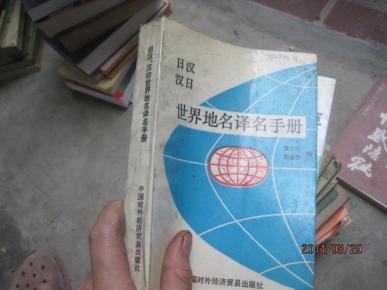 日汉、汉日世界地名译名手册
中国对外经济贸易出版社
日汉
汉日
世界地名译名手册
编
国对外经济贸易出版社
2014/06/29